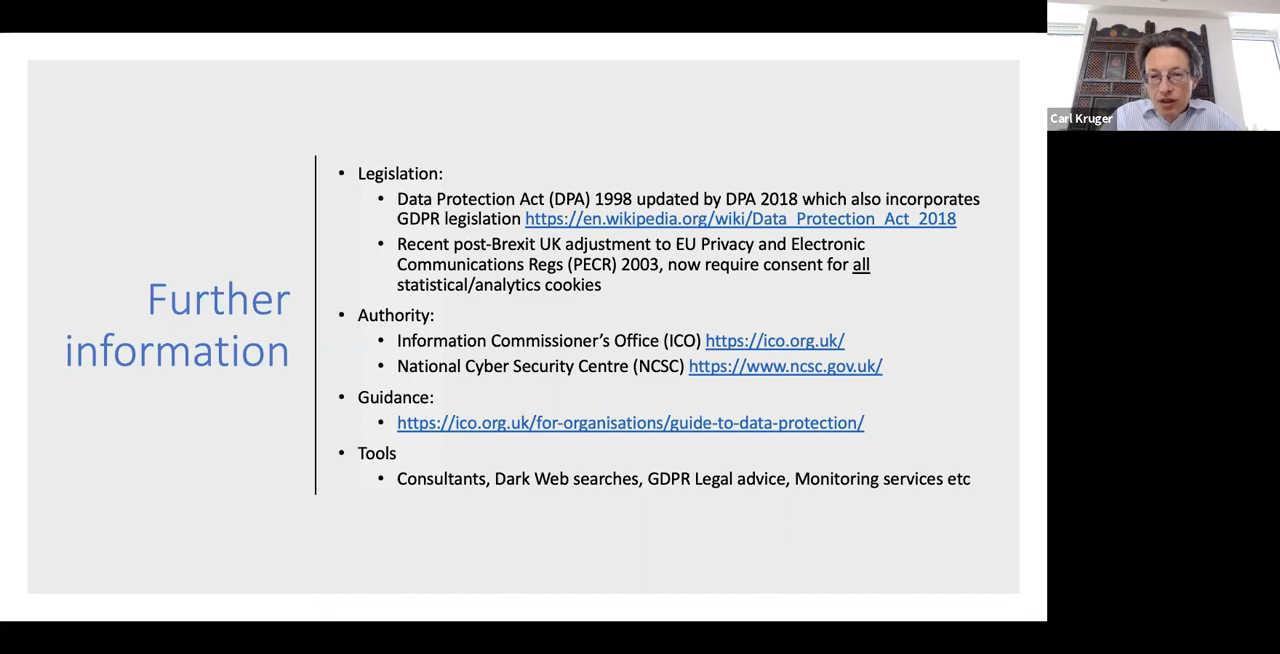 Further
information
• Legislation:
• Data Protection Act (DPA) 1998 updated by DPA 2018 which also incorporates
GDPR legislation https://en.wikipedia.org/wiki/Data_Protection_Act_2018
• Recent post-Brexit UK adjustment to EU Privacy and Electronic
Communications Regs (PECR) 2003, now require consent for all
statistical/analytics cookies
• Authority:
• Information Commissioner’s Office (ICO) https://ico.org.uk/
• National Cyber Security Centre (NCSC) https://www.ncsc.gov.uk/
• Guidance:
• https://ico.org.uk/for-organisations/guide-to-data-protection/
• Tools
• Consultants, Dark Web searches, GDPR Legal advice, Monitoring services etc
Carl Kruger